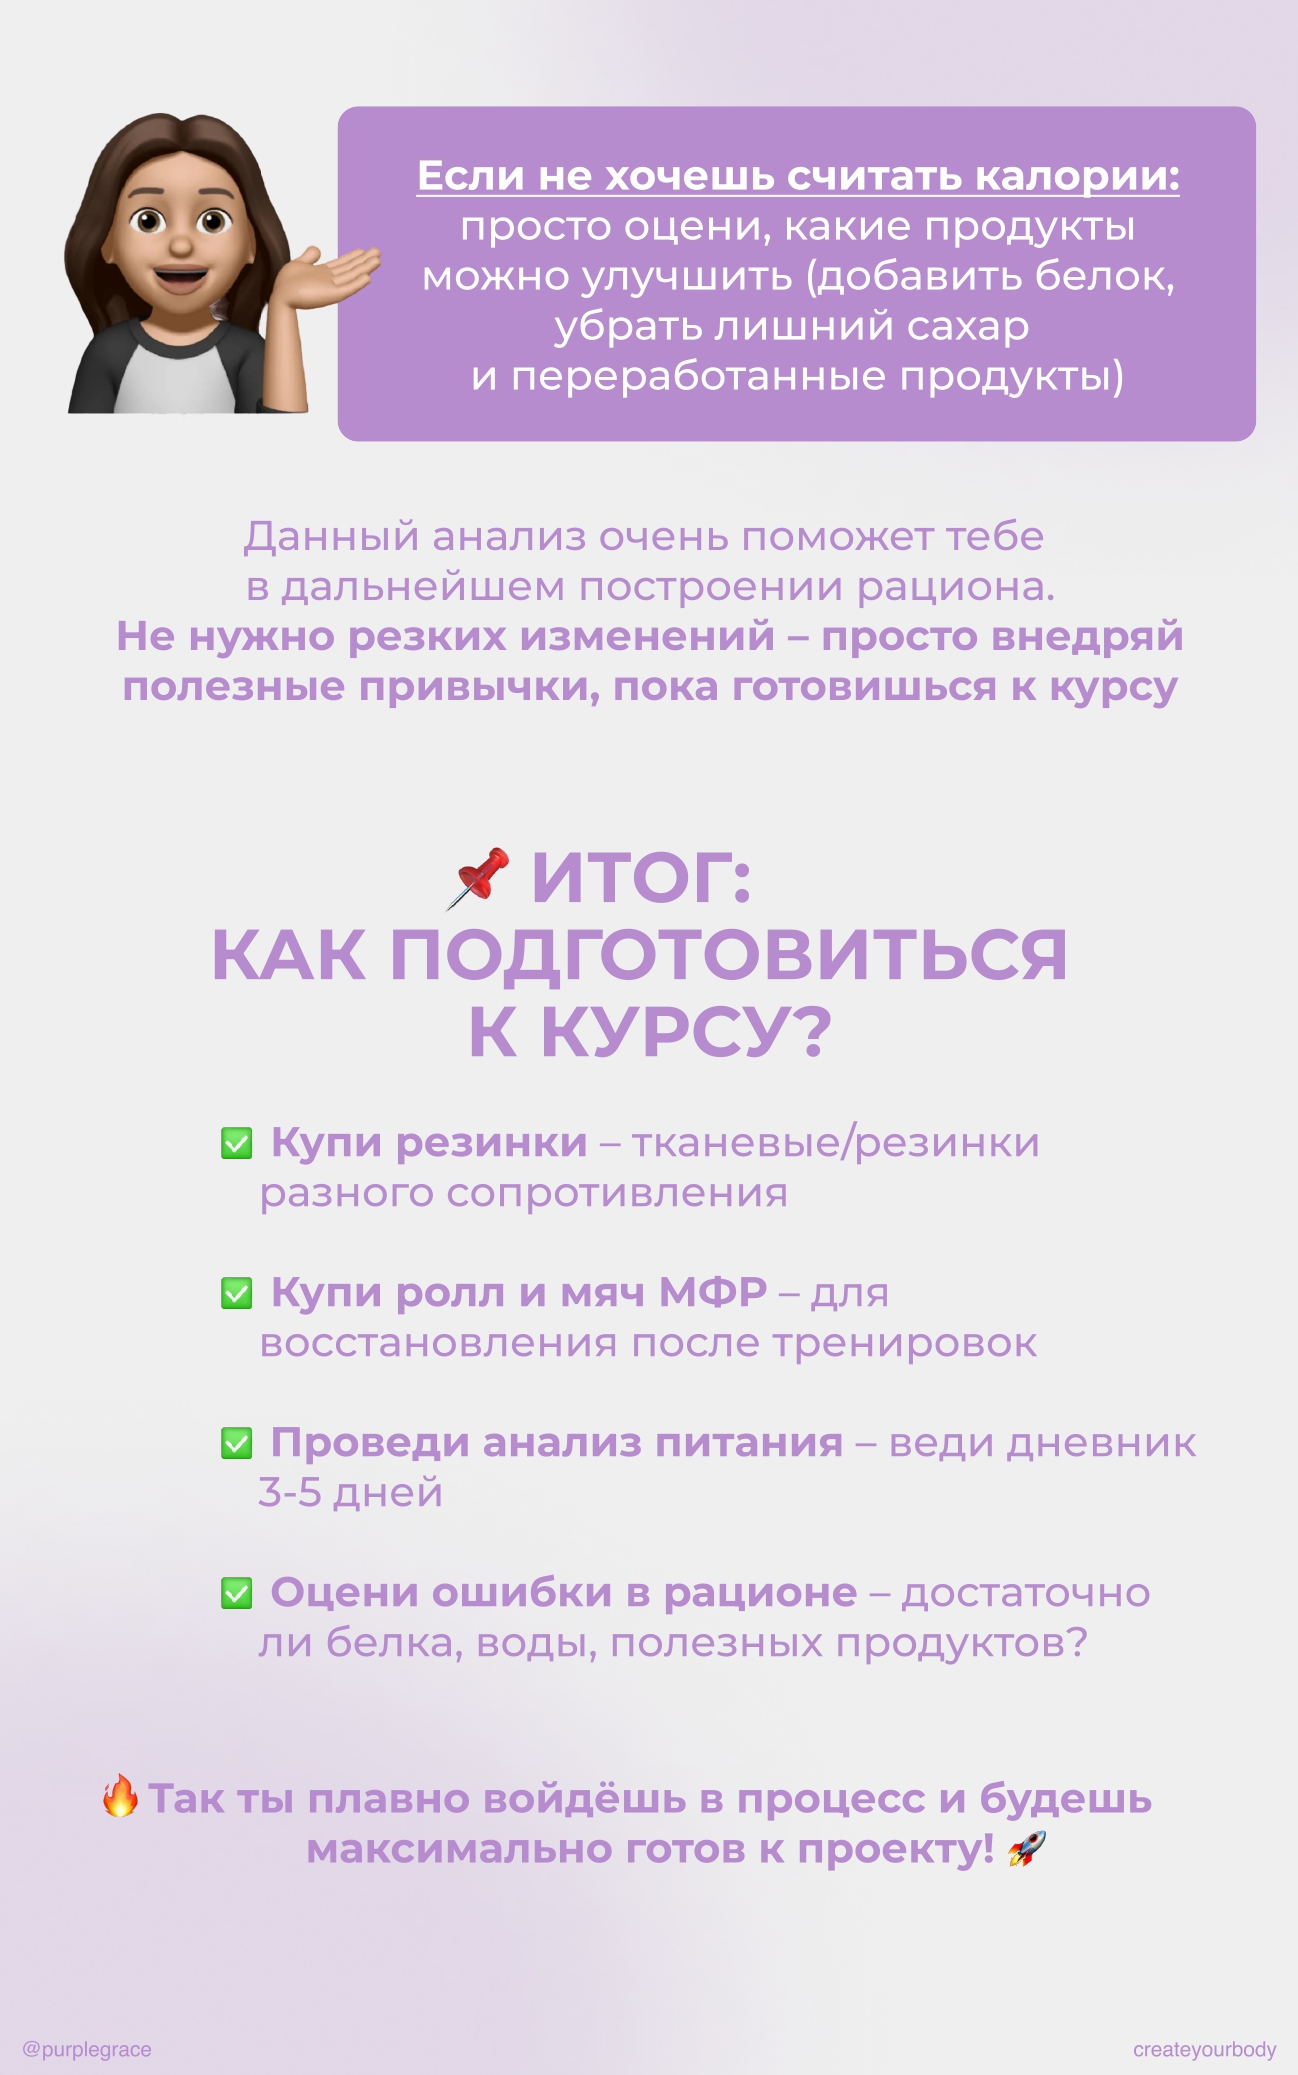 Если не хочешь считать калории:
просто оцени, какие продукты
можно улучшить (добавить белок,
убрать лишний сахар
и переработанные продукты)
Данный анализ очень поможет тебе
в дальнейшем построении рациона.
Не нужно резких изменений – просто внедряй
полезные привычки, пока готовишься к курсу
📌 ИТОГ:
КАК ПОДГОТОВИТЬСЯ
К КУРСУ?
✅ Купи резинки – тканевые/резинки
разного сопротивления
✅ Купи ролл и мяч МФР – для
восстановления после тренировок
✅ Проведи анализ питания – веди дневник
3-5 дней
✅ Оцени ошибки в рационе – достаточно
ли белка, воды, полезных продуктов?
🔥 Так ты плавно войдёшь в процесс и будешь
максимально готов к проекту! 🚀
@purplegrace
createyourbody